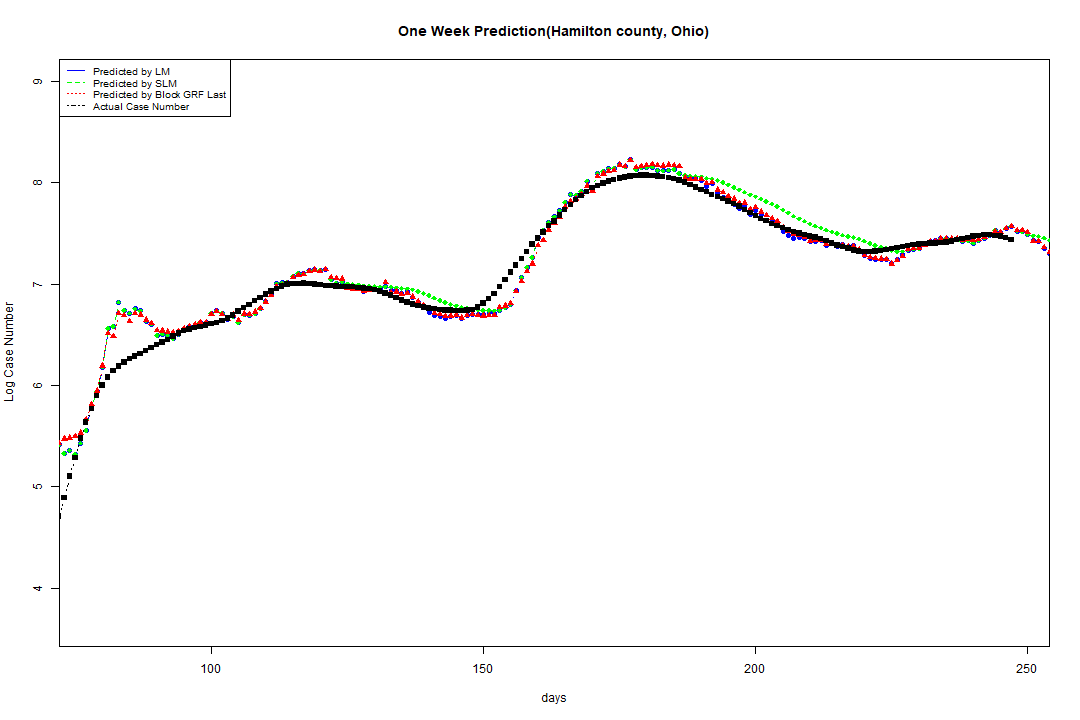 One Week Prediction(Hamilton county, Ohio)
Predicted by LM
Predicted by SLM
Predicted by Block GRF Last
Actual Case Number
9
8
7
6
5
4
Log Case Number
100 150 200 250
days